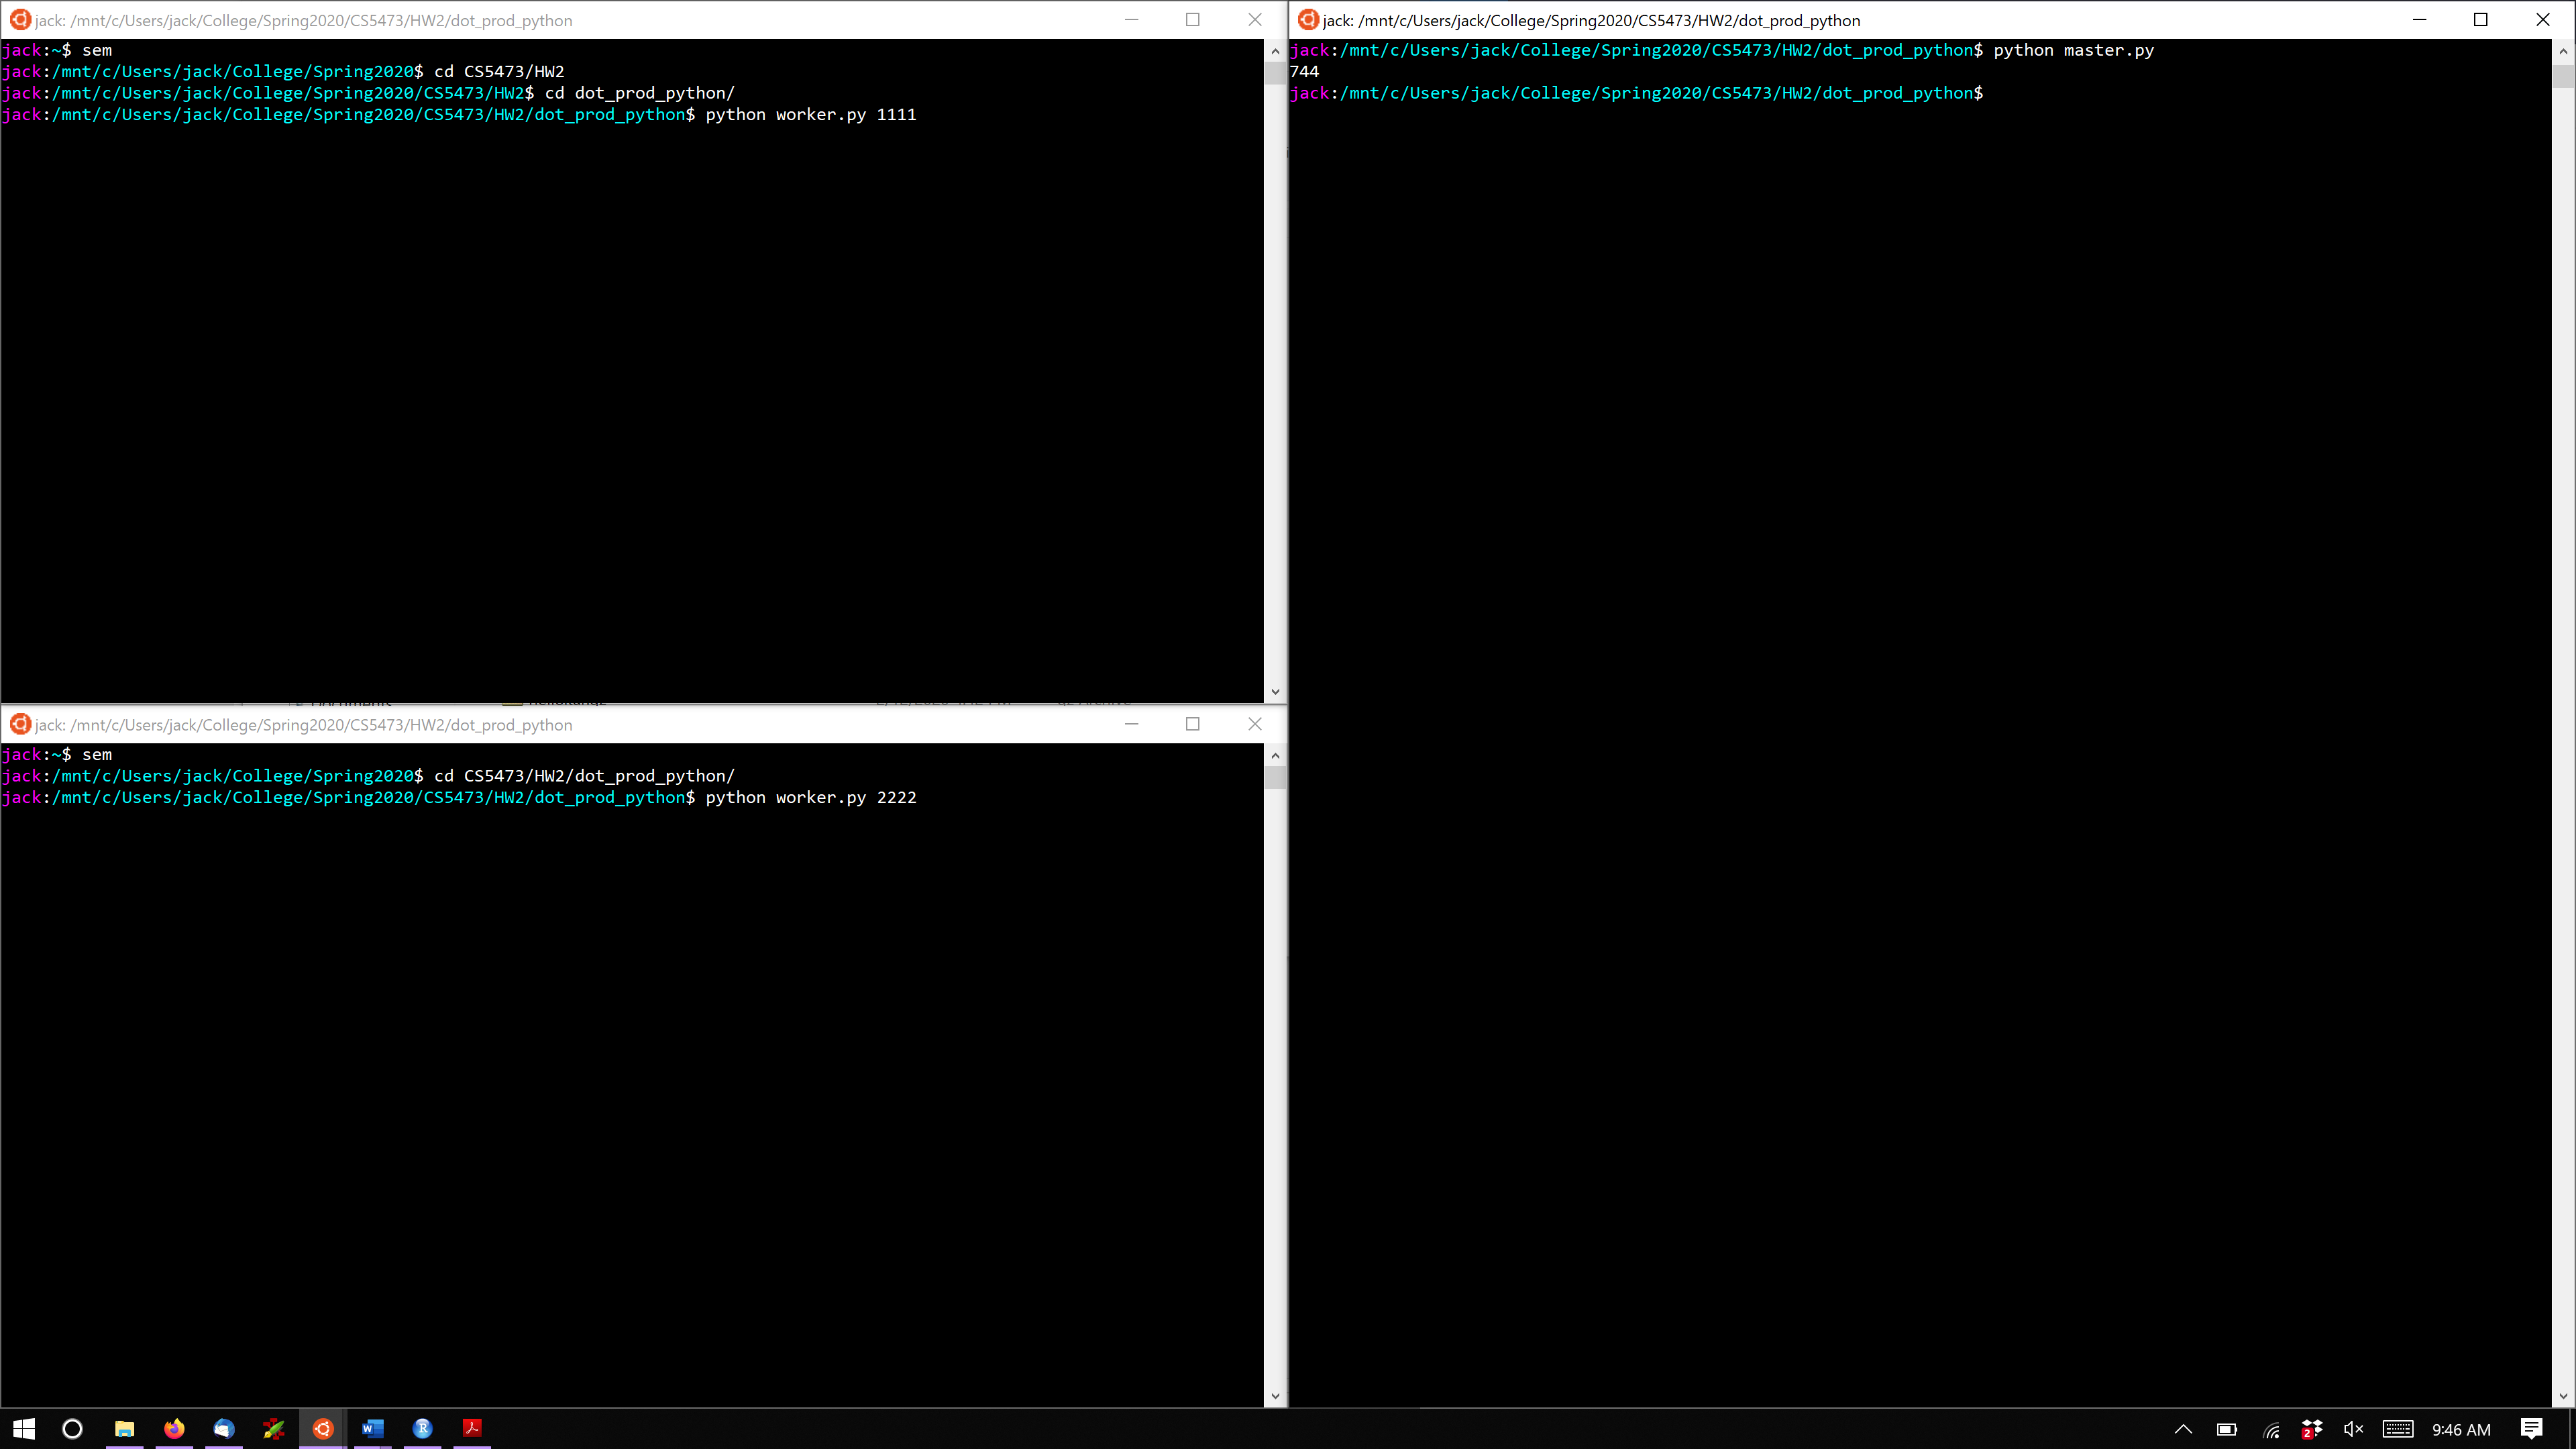 jack: /mnt/c/Users/jack/College/Spring2020/CS5473/HW2/dot_prod_python
jack:~$ sem
jack:/mnt/c/Users/jack/College/Spring2020$ cd CS5473/HW2
jack:/mnt/c/Users/jack/College/Spring2020/CS5473/HW2$ cd dot_prod_python/
jack:/mnt/c/Users/jack/College/Spring2020/CS5473/HW2/dot_prod_python$ python worker.py 1111
jack: /mnt/c/Users/jack/College/Spring2020/CS5473/HW2/dot_prod_python
jack:~$ sem
jack:/mnt/c/Users/jack/College/Spring2020$ cd CS5473/HW2/dot_prod_python/
jack:/mnt/c/Users/jack/College/Spring2020/CS5473/HW2/dot_prod_python$ python worker.py 2222
jack: /mnt/c/Users/jack/College/Spring2020/CS5473/HW2/dot_prod_python
jack:/mnt/c/Users/jack/College/Spring2020/CS5473/HW2/dot_prod_python$ python master.py
744
jack:/mnt/c/Users/jack/College/Spring2020/CS5473/HW2/dot_prod_python$
W
R
2
9:46 AM